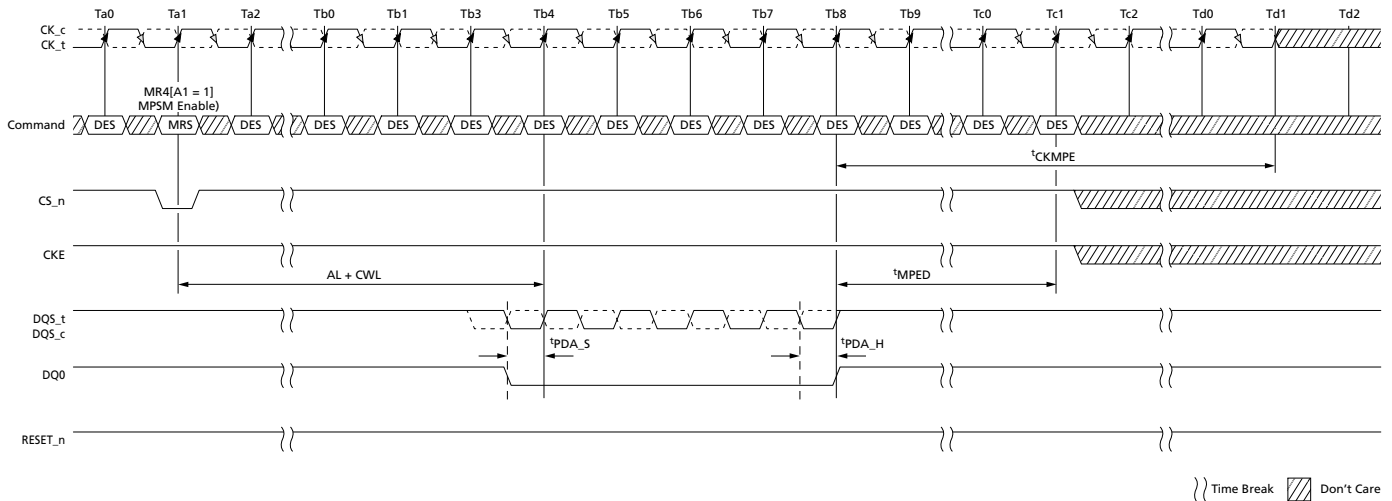 Ta0 Ta1 Ta2 Tb0 Tb1 Tb2 Tb3 Tb4 Tb5 Tb6 Tb7 Tb8 Tb9 Tc0 Tc1 Tc2 Td0 Td1 Td2
CK_c
CK_t
MR4[A1 = 1]
MPSM Enable)
Command DES MRS DES DES DES DES DES DES DES DES DES DES DES DES
tCKMPE
CS_n
CKE
AL + CWL tMPED
DQS_t
DQS_c
tPDA_S tPDA_H
DQ0
RESET_n
Time Break Don't Care